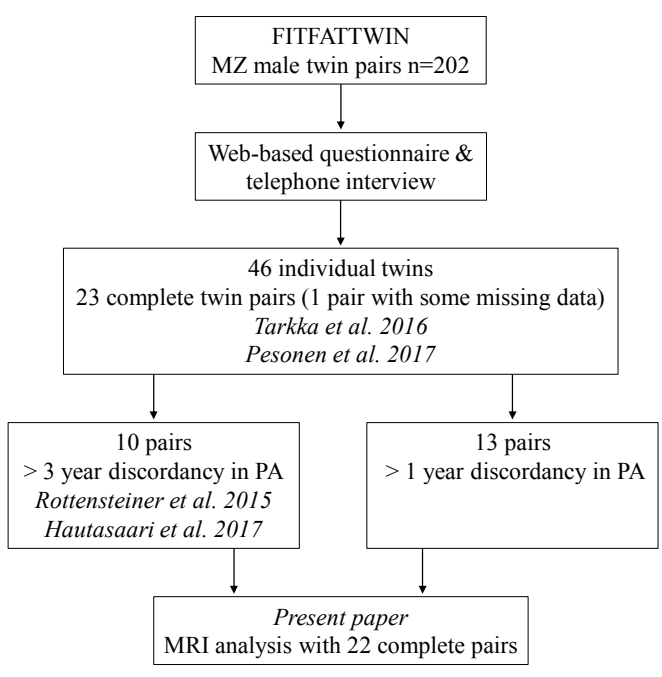 FITFATTWIN
MZ male twin pairs n=202
Web-based questionnaire &
telephone interview
46 individual twins
23 complete twin pairs (1 pair with some missing data)
Tarkka et al. 2016
Pesonen et al. 2017
10 pairs
> 3 year discordancy in PA
Rottensteiner et al. 2015
Hautasaari et al. 2017
13 pairs
> 1 year discordancy in PA
Present paper
MRI analysis with 22 complete pairs